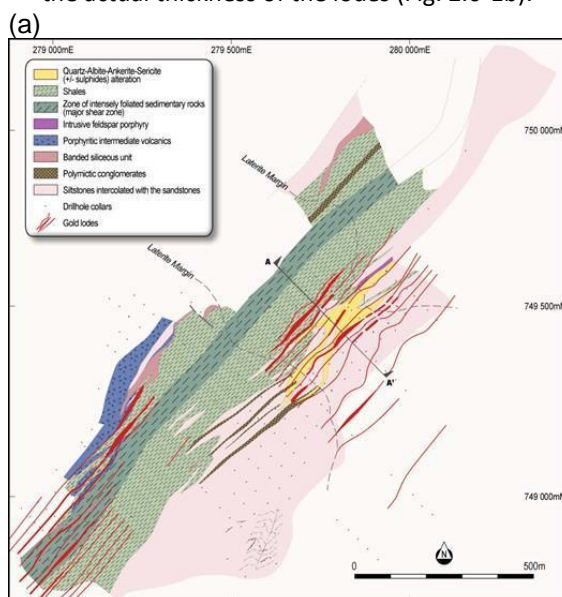 the actual thickness of the lodes (Fig. 2.6-2b).
(a)
279 000mE
279 500mE
280 000mE
Quartz-Albite-Ankerite-Sericite
(+/- sulphides) alteration
Shales
Zone of intensely foliated sedimentary rocks
(major shear zone)
Intrusive feldspar porphyry
Porphyritic intermediate volcanics
Banded siliceous unit
Polymictic conglomerates
Siltstones intercolated with the sandstones
Drillhole collars
Gold lodes
750 000mN
Laterite Margin
A
Laterite Margin
749 500mN
A'
749 000mN
N
0
500m